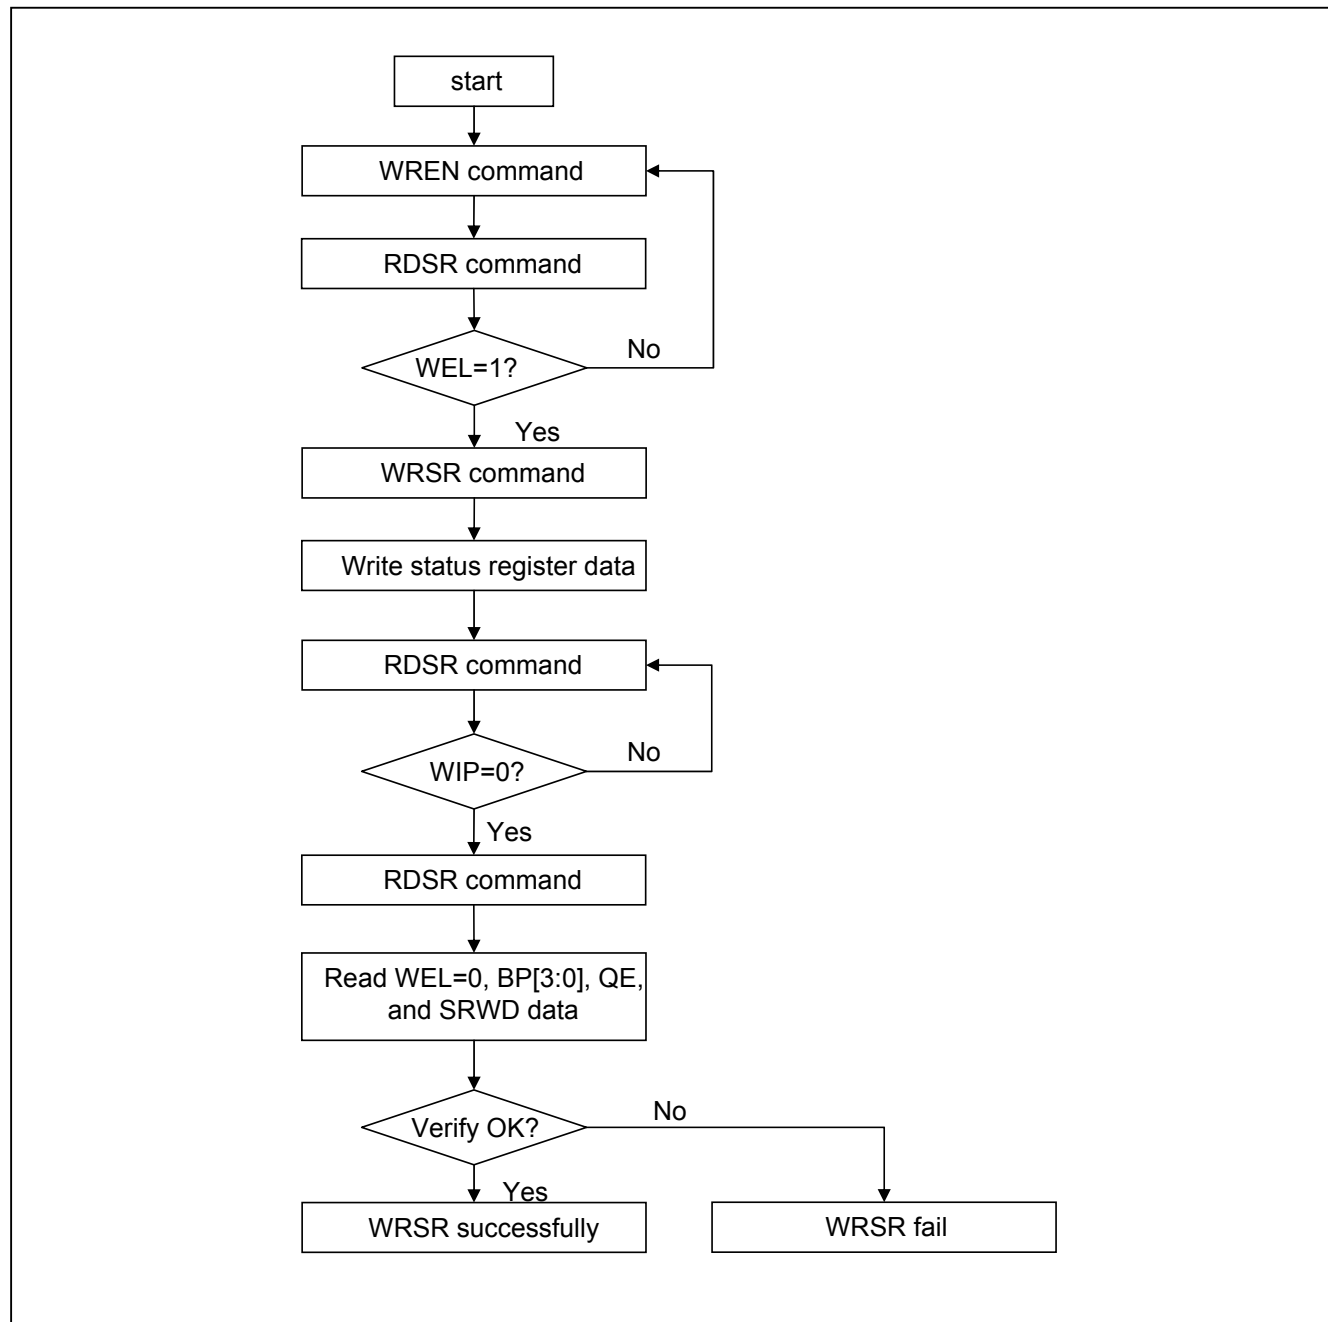 start
WREN command
RDSR command
WEL=1?
No
Yes
WRSR command
Write status register data
RDSR command
WIP=0?
No
Yes
RDSR command
Read WEL=0, BP[3:0], QE,
and SRWD data
Verify OK?
No
Yes
WRSR successfully
WRSR fail